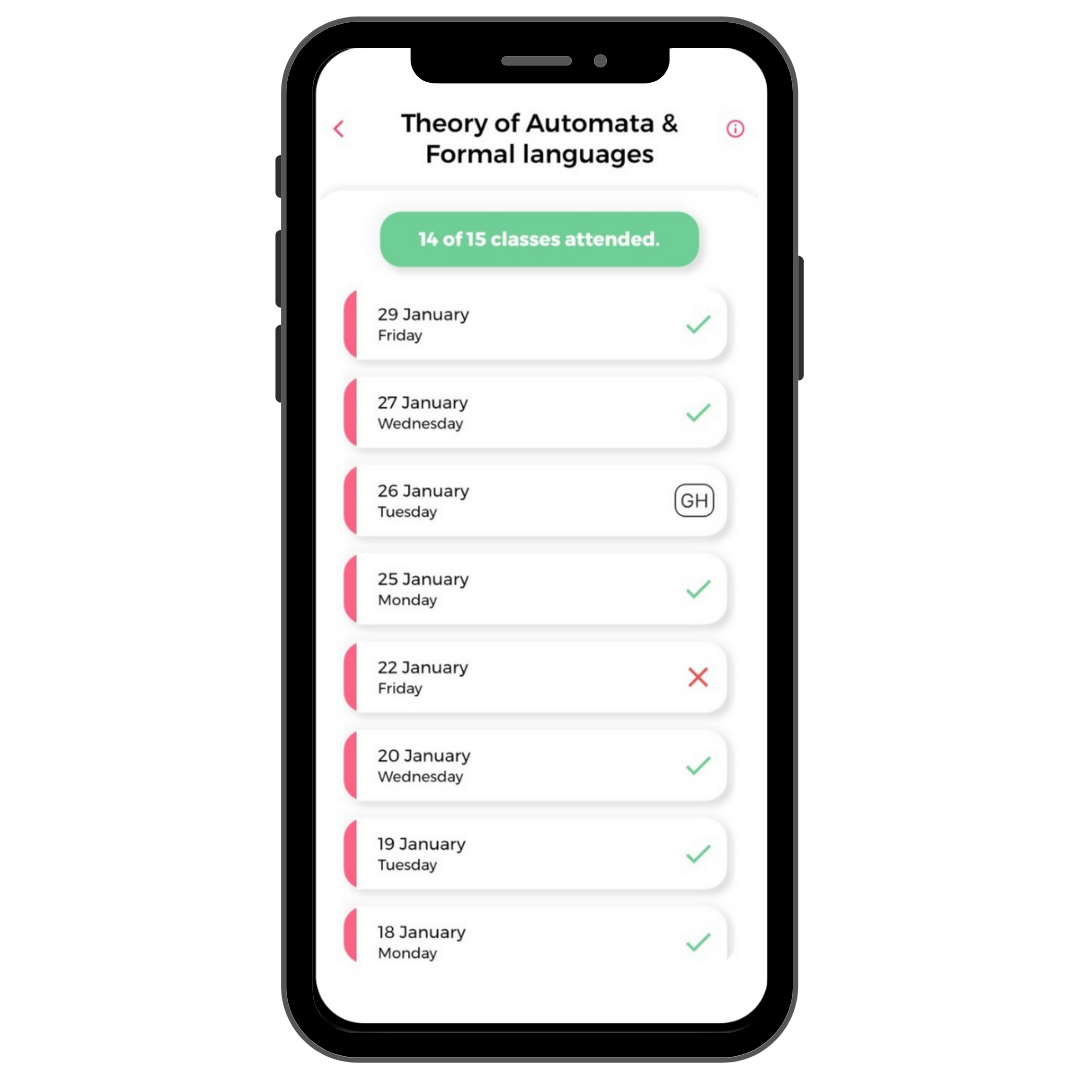 Theory of Automata &
Formal languages
14 of 15 classes attended.
29 January
Friday
27 January
Wednesday
26 January
Tuesday
GH
25 January
Monday
22 January
Friday
20 January
Wednesday
19 January
Tuesday
18 January
Monday